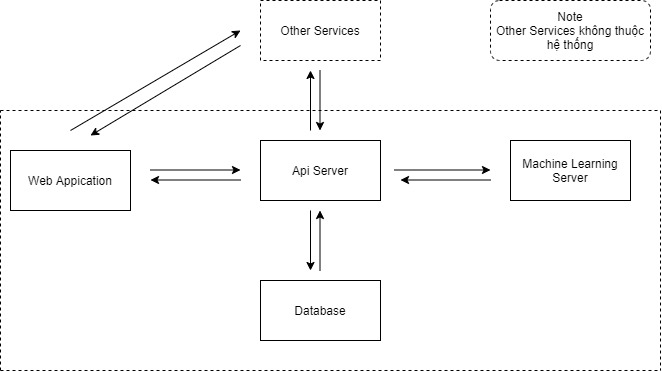 Other Services
Note
Other Services không thuộc
hệ thống
Web Appication
Api Server
Machine Learning
Server
Database